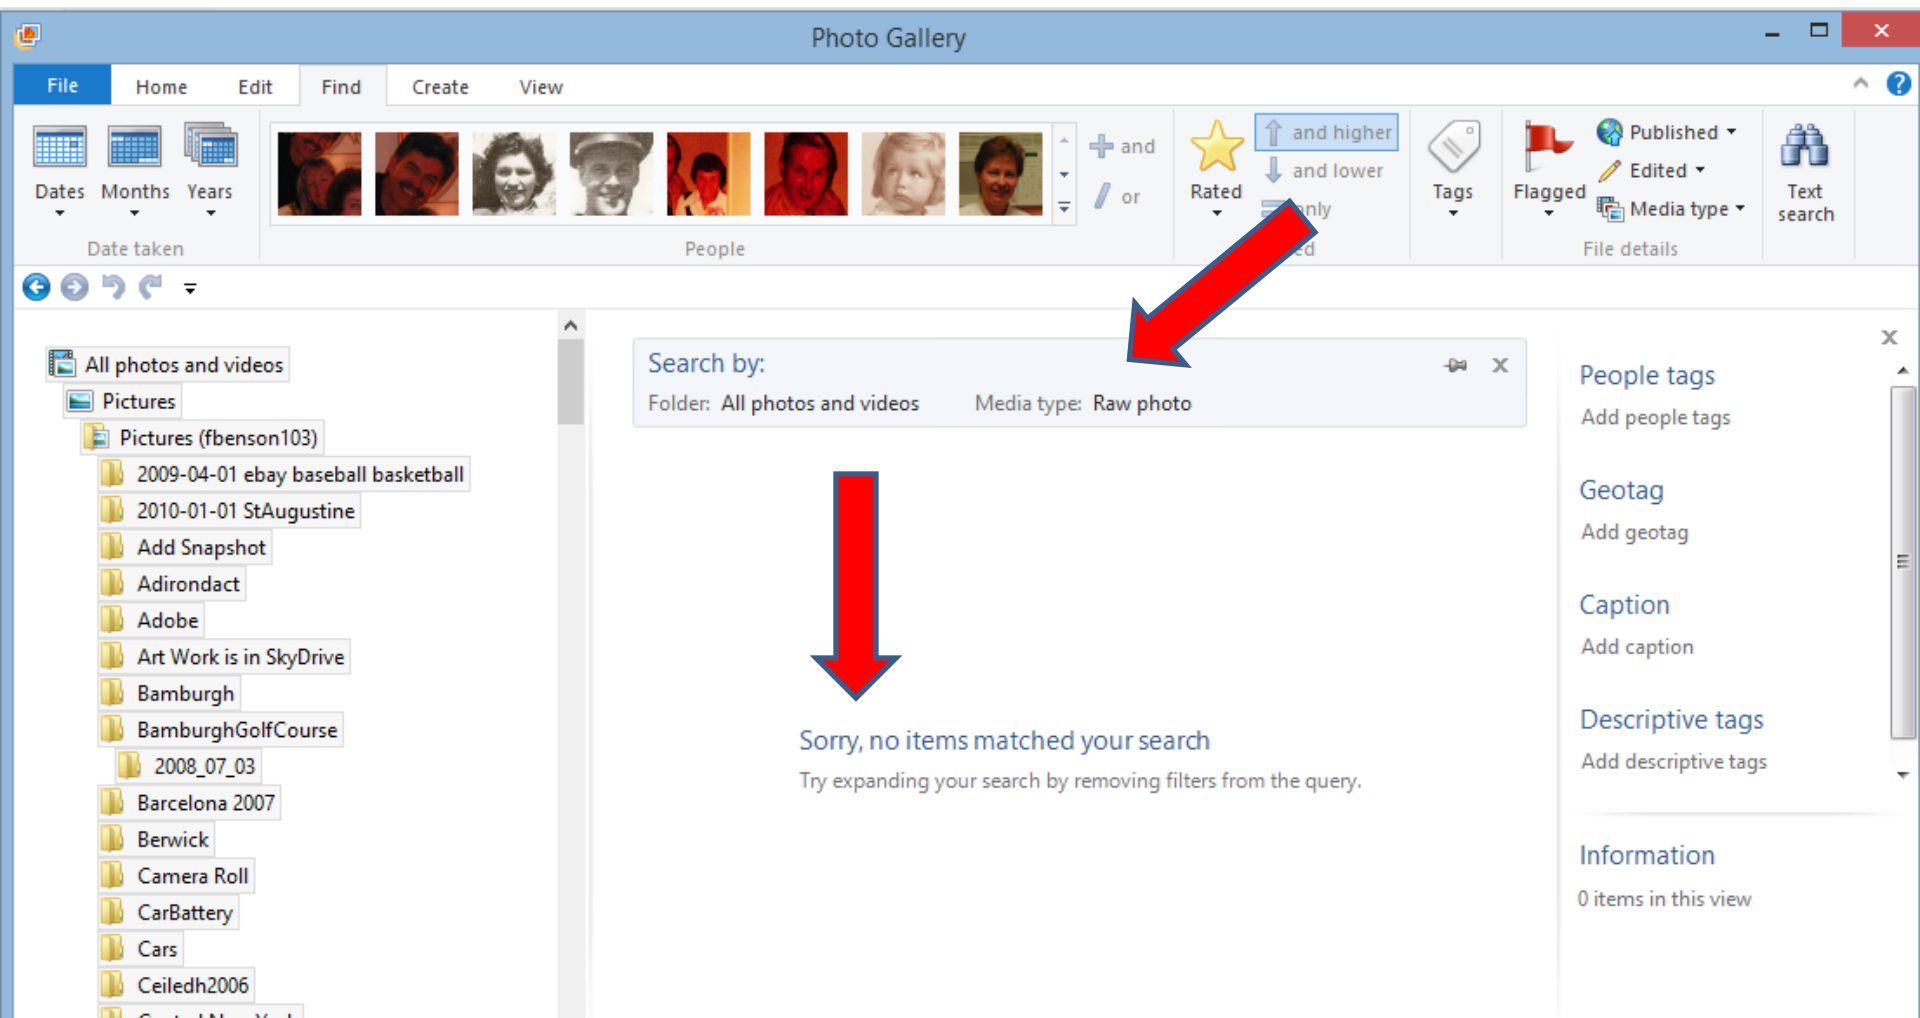 Photo Gallery
File Home Edit Find Create View
Dates Months Years
Date taken
People
and
or
Rated
and higher
and lower
only
Tags
Flagged
Published
Edited
Media type
File details
Text
search
All photos and videos
Pictures
Pictures (fbenson103)
2009-04-01 ebay baseball basketball
2010-01-01 StAugustine
Add Snapshot
Adirondact
Adobe
Art Work is in SkyDrive
Bamburgh
BamburghGolfCourse
2008_07_03
Barcelona 2007
Berwick
Camera Roll
CarBattery
Cars
Ceiledh2006
Search by:
Folder: All photos and videos Media type: Raw photo
Sorry, no items matched your search
Try expanding your search by removing filters from the query.
People tags
Add people tags
Geotag
Add geotag
Caption
Add caption
Descriptive tags
Add descriptive tags
Information
0 items in this view